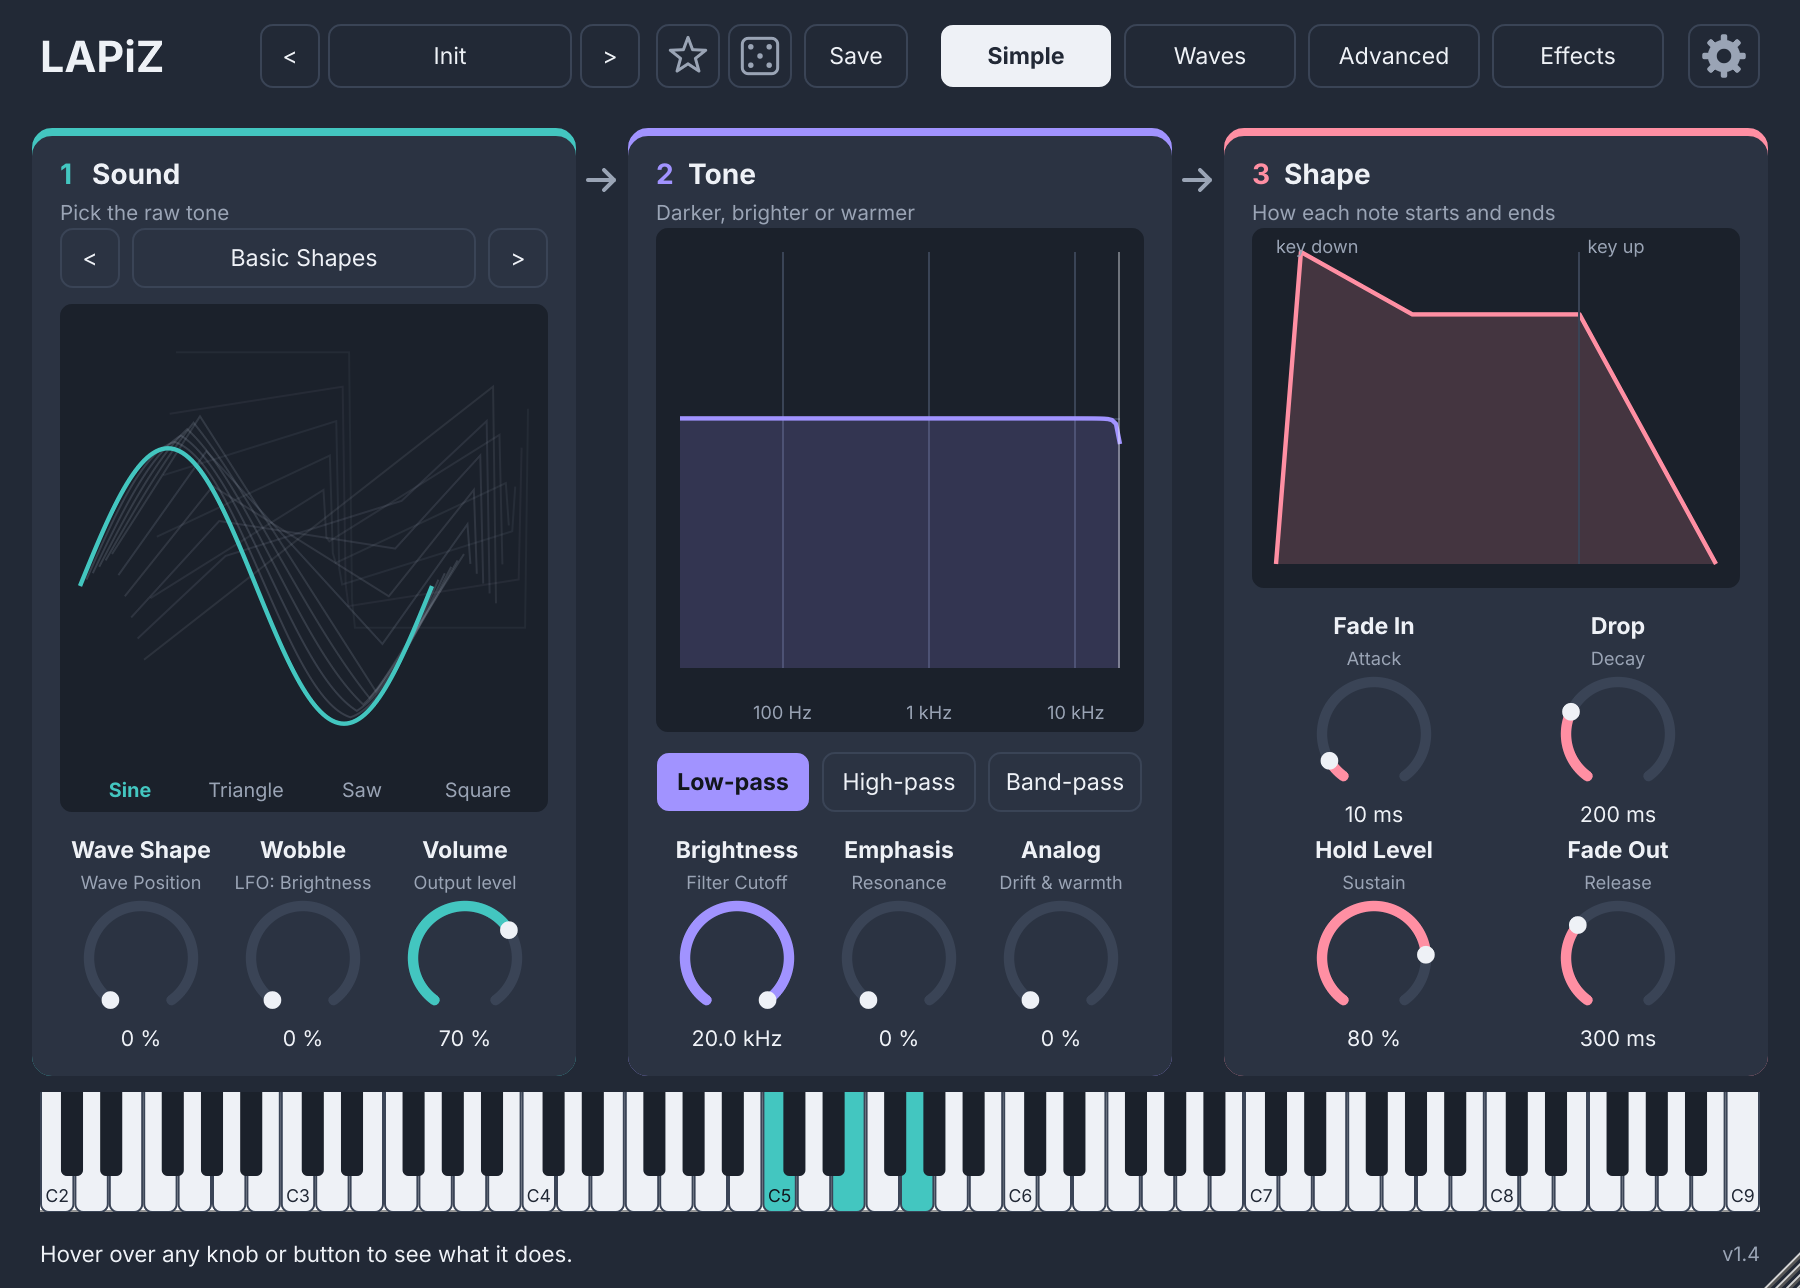 LAPiZ
< Init > Save Simple Waves Advanced Effects
1 Sound
Pick the raw tone
< Basic Shapes >
Sine Triangle Saw Square
Wave Shape Wobble Volume
Wave Position LFO: Brightness Output level
0 % 0 % 70 %
2 Tone
Darker, brighter or warmer
100 Hz 1 kHz 10 kHz
Low-pass High-pass Band-pass
Brightness Emphasis Analog
Filter Cutoff Resonance Drift & warmth
20.0 kHz 0 % 0 %
3 Shape
How each note starts and ends
key down key up
Fade In Drop
Attack Decay
10 ms 200 ms
Hold Level Fade Out
Sustain Release
80 % 300 ms
C2 C3 C4 C5 C6 C7 C8 C9
Hover over any knob or button to see what it does.
v1.4